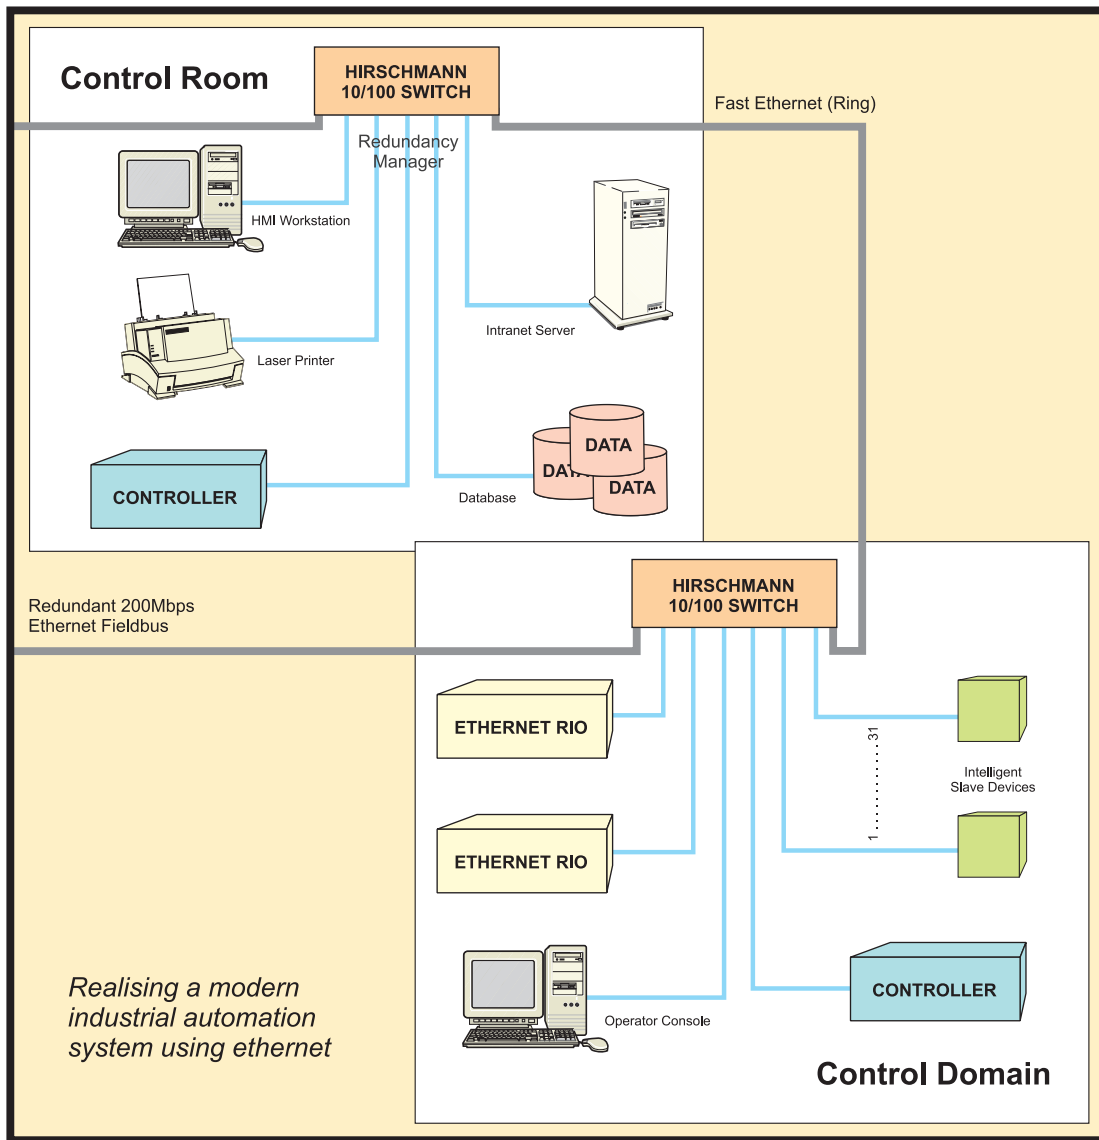 Control Room
HIRSCHMANN
10/100 SWITCH
Fast Ethernet (Ring)
Redundancy
Manager
HMI Workstation
Intranet Server
Laser Printer
DATA
DATA
DATA
CONTROLLER
Database
HIRSCHMANN
10/100 SWITCH
Redundant 200Mbps
Ethernet Fieldbus
ETHERNET RIO
31
Intelligent
Slave Devices
1
ETHERNET RIO
Operator Console
CONTROLLER
Realising a modern
industrial automation
system using ethernet
Control Domain